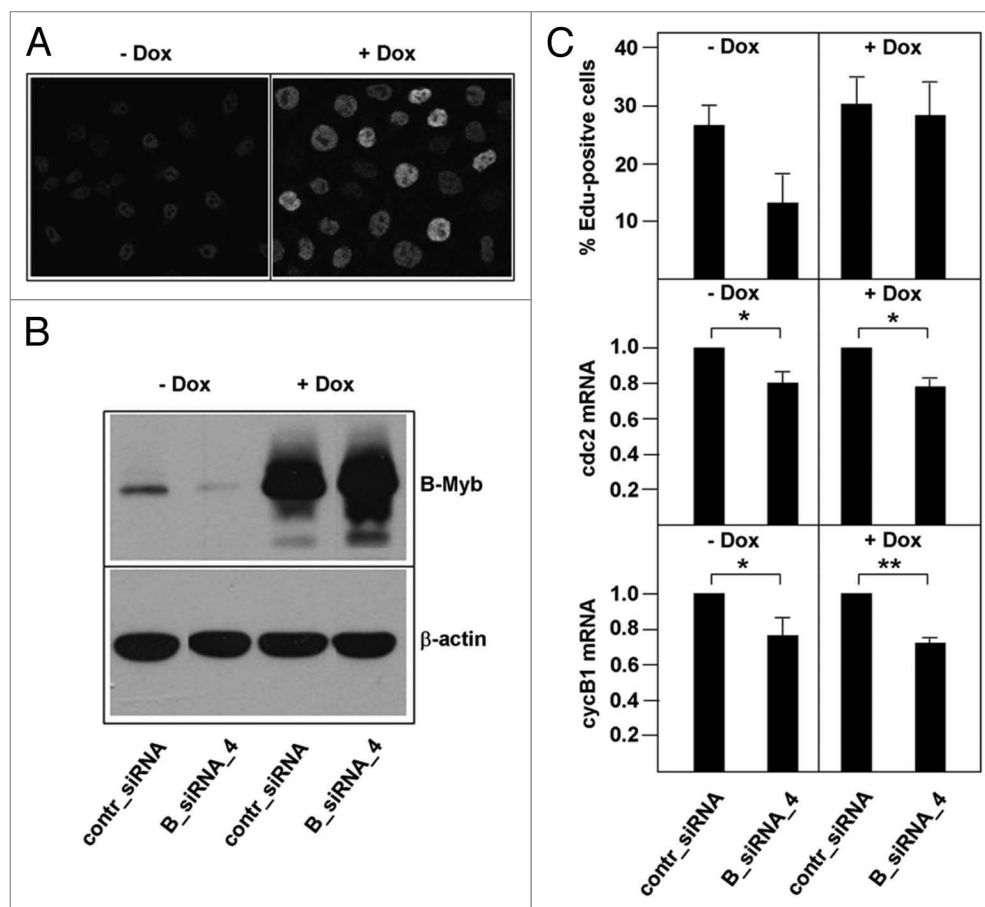 A
- Dox
+ Dox
B
- Dox
+ Dox
B-Myb
β-actin
contr_siRNA
B_siRNA_4
contr_siRNA
B_siRNA_4
C
% Edu-positve cells
40
30
20
10
- Dox
+ Dox
cdc2 mRNA
1.0
0.8
0.6
0.4
0.2
- Dox
+ Dox
*
*
cycB1 mRNA
1.0
0.8
0.6
0.4
0.2
- Dox
+ Dox
*
**
contr_siRNA
B_siRNA_4
contr_siRNA
B_siRNA_4